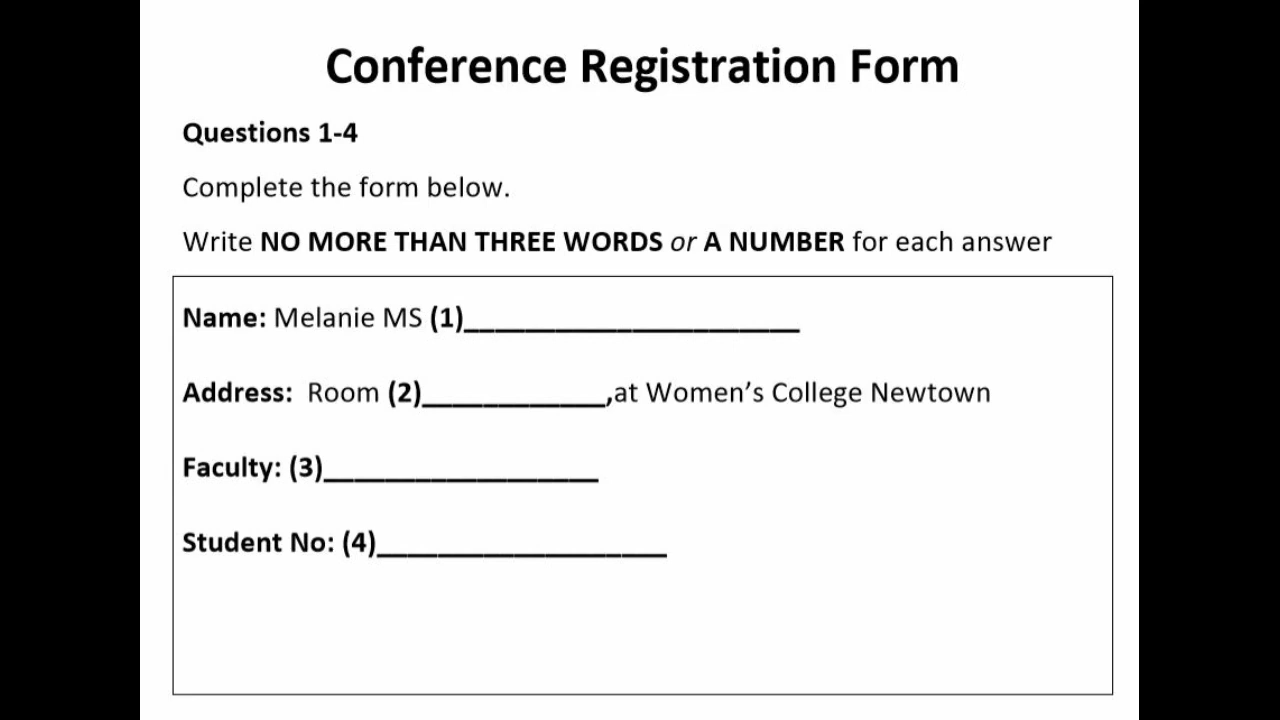 Conference Registration Form
Questions 1-4
Complete the form below.
Write NO MORE THAN THREE WORDS or A NUMBER for each answer
Name: Melanie MS (1)______________________
Address:  Room (2)____________,at Women’s College Newtown
Faculty: (3)__________________
Student No: (4)___________________